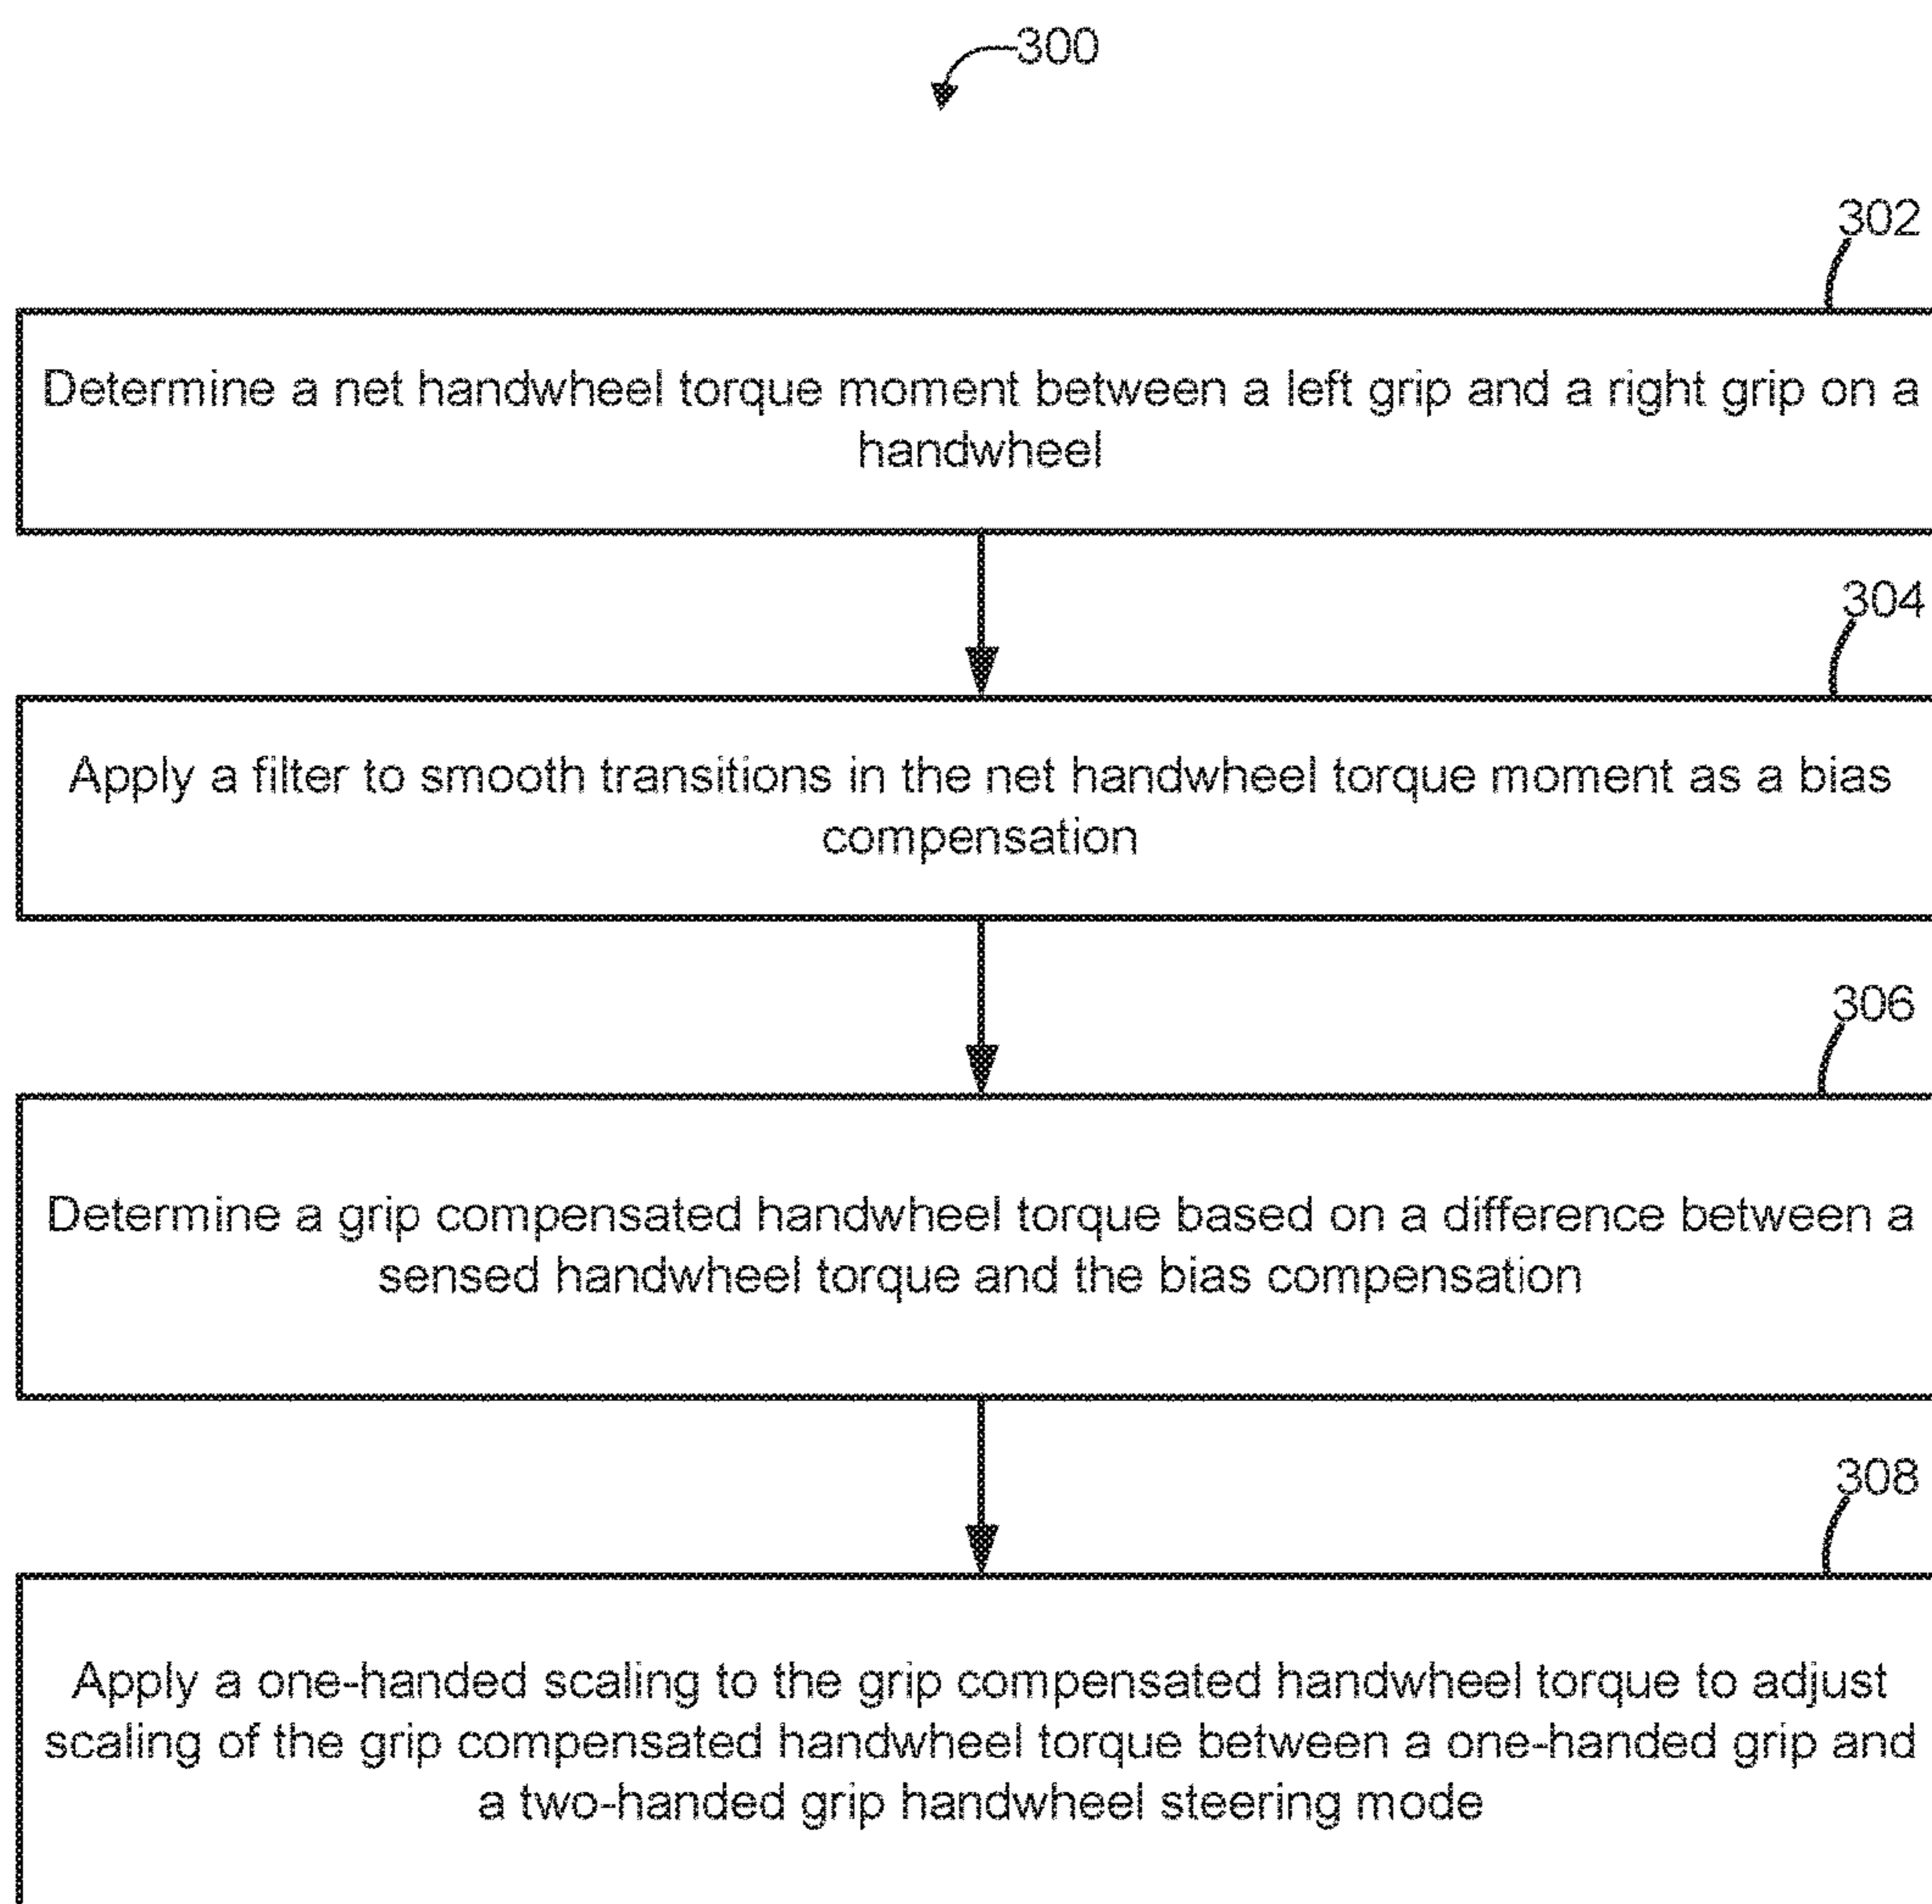 300
302
Determine a net handwheel torque moment between a left grip and a right grip on a
handwheel
304
Apply a filter to smooth transitions in the net handwheel torque moment as a bias
compensation
306
Determine a grip compensated handwheel torque based on a difference between a
sensed handwheel torque and the bias compensation
308
Apply a one-handed scaling to the grip compensated handwheel torque to adjust
scaling of the grip compensated handwheel torque between a one-handed grip and
a two-handed grip handwheel steering mode